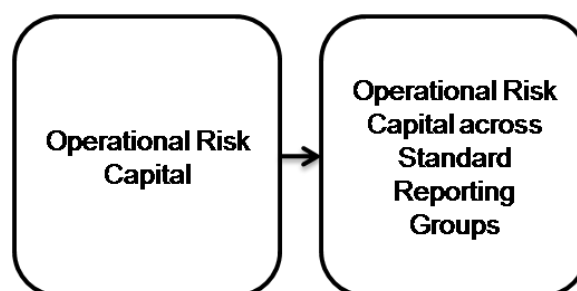 Operational Risk
Capital
Operational Risk
Capital across
Standard
Reporting
Groups